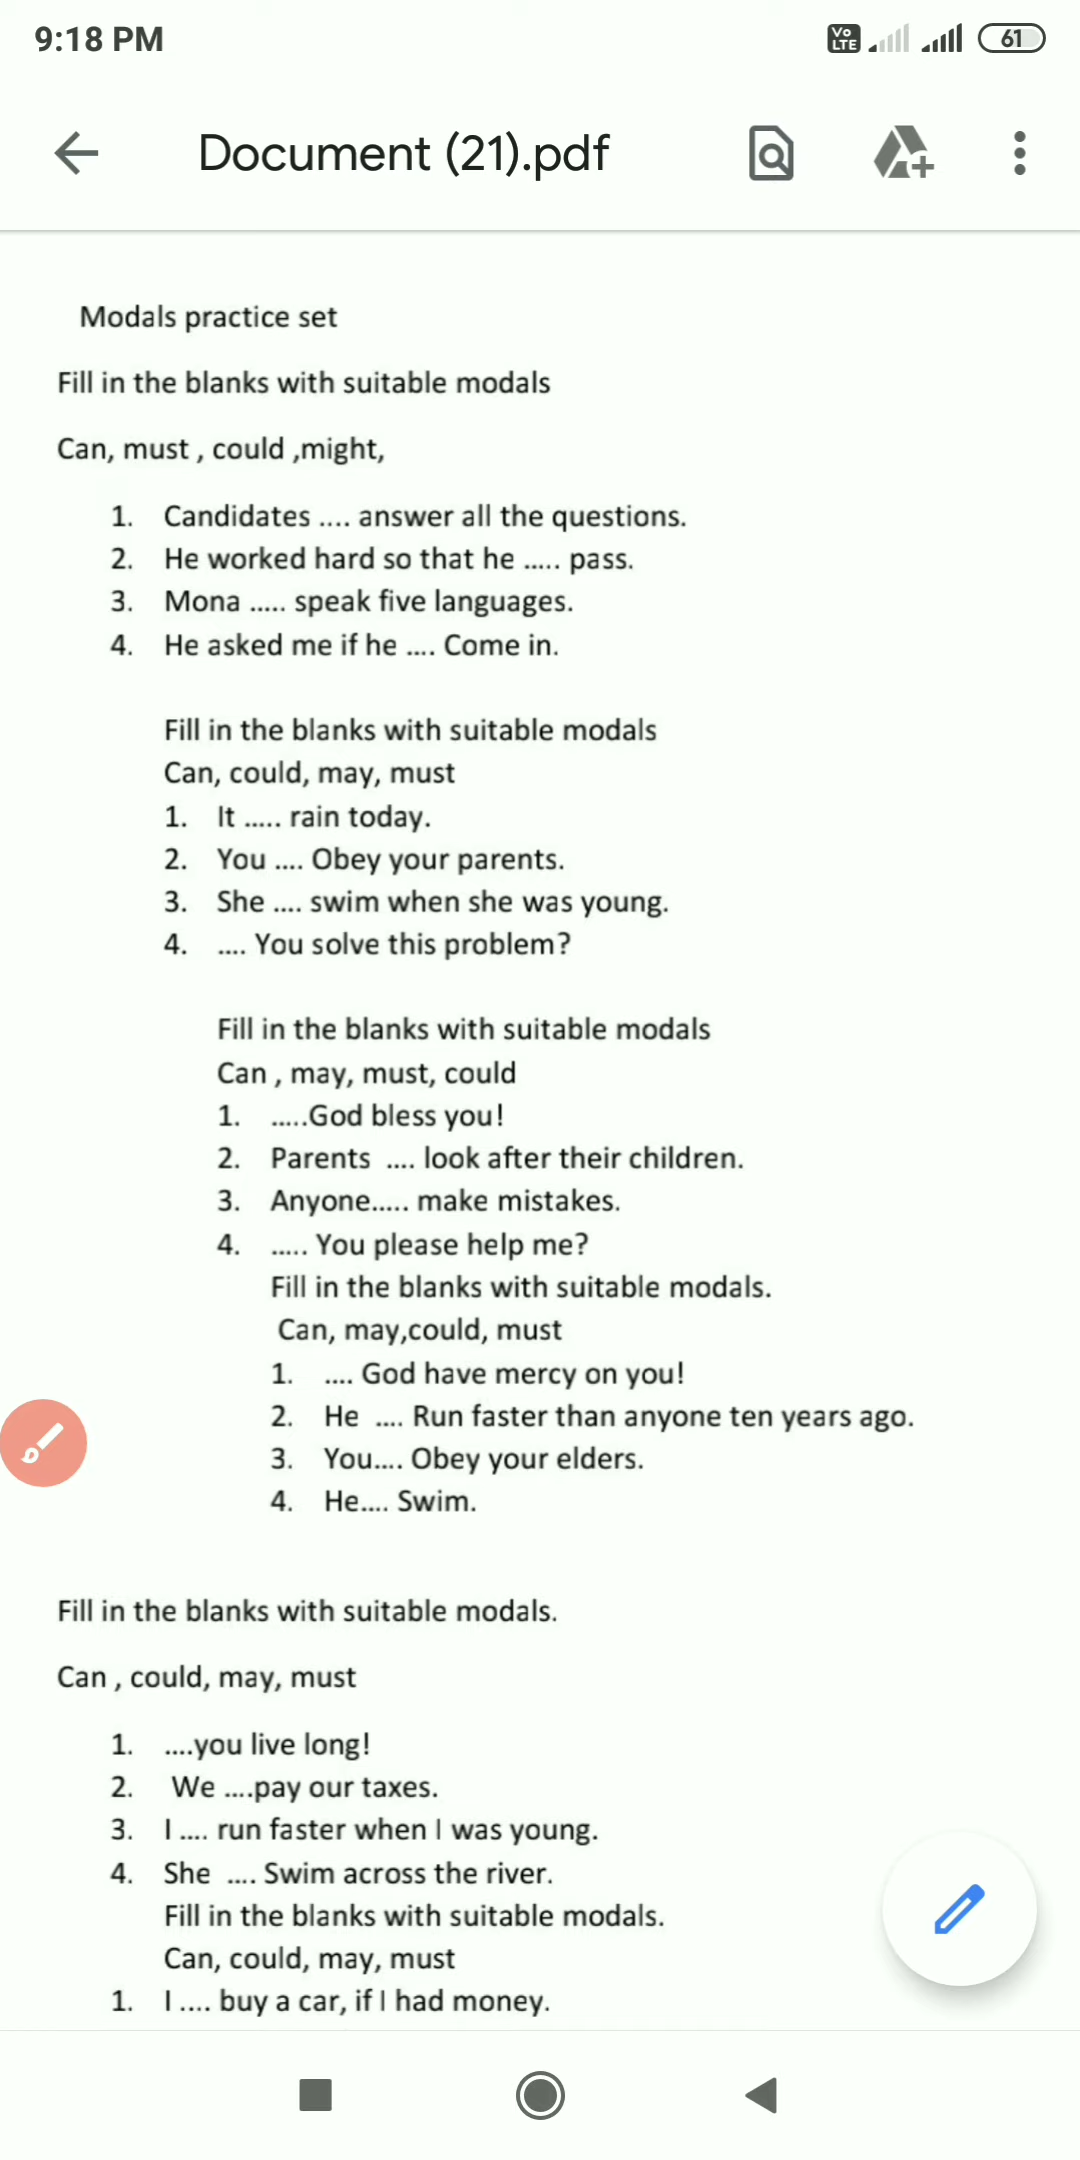 9:18 PM
Vo LTE
61
Document (21).pdf
Modals practice set
Fill in the blanks with suitable modals
Can, must , could ,might,
1. Candidates .... answer all the questions.
2. He worked hard so that he ..... pass.
3. Mona ..... speak five languages.
4. He asked me if he .... Come in.
Fill in the blanks with suitable modals
Can, could, may, must
1. It ..... rain today.
2. You .... Obey your parents.
3. She .... swim when she was young.
4. .... You solve this problem?
Fill in the blanks with suitable modals
Can , may, must, could
1. .....God bless you!
2. Parents .... look after their children.
3. Anyone..... make mistakes.
4. ..... You please help me?
Fill in the blanks with suitable modals.
Can, may,could, must
1. .... God have mercy on you!
2. He .... Run faster than anyone ten years ago.
3. You.... Obey your elders.
4. He.... Swim.
Fill in the blanks with suitable modals.
Can , could, may, must
1. ....you live long!
2. We ....pay our taxes.
3. I .... run faster when I was young.
4. She .... Swim across the river.
Fill in the blanks with suitable modals.
Can, could, may, must
1. I .... buy a car, if I had money.